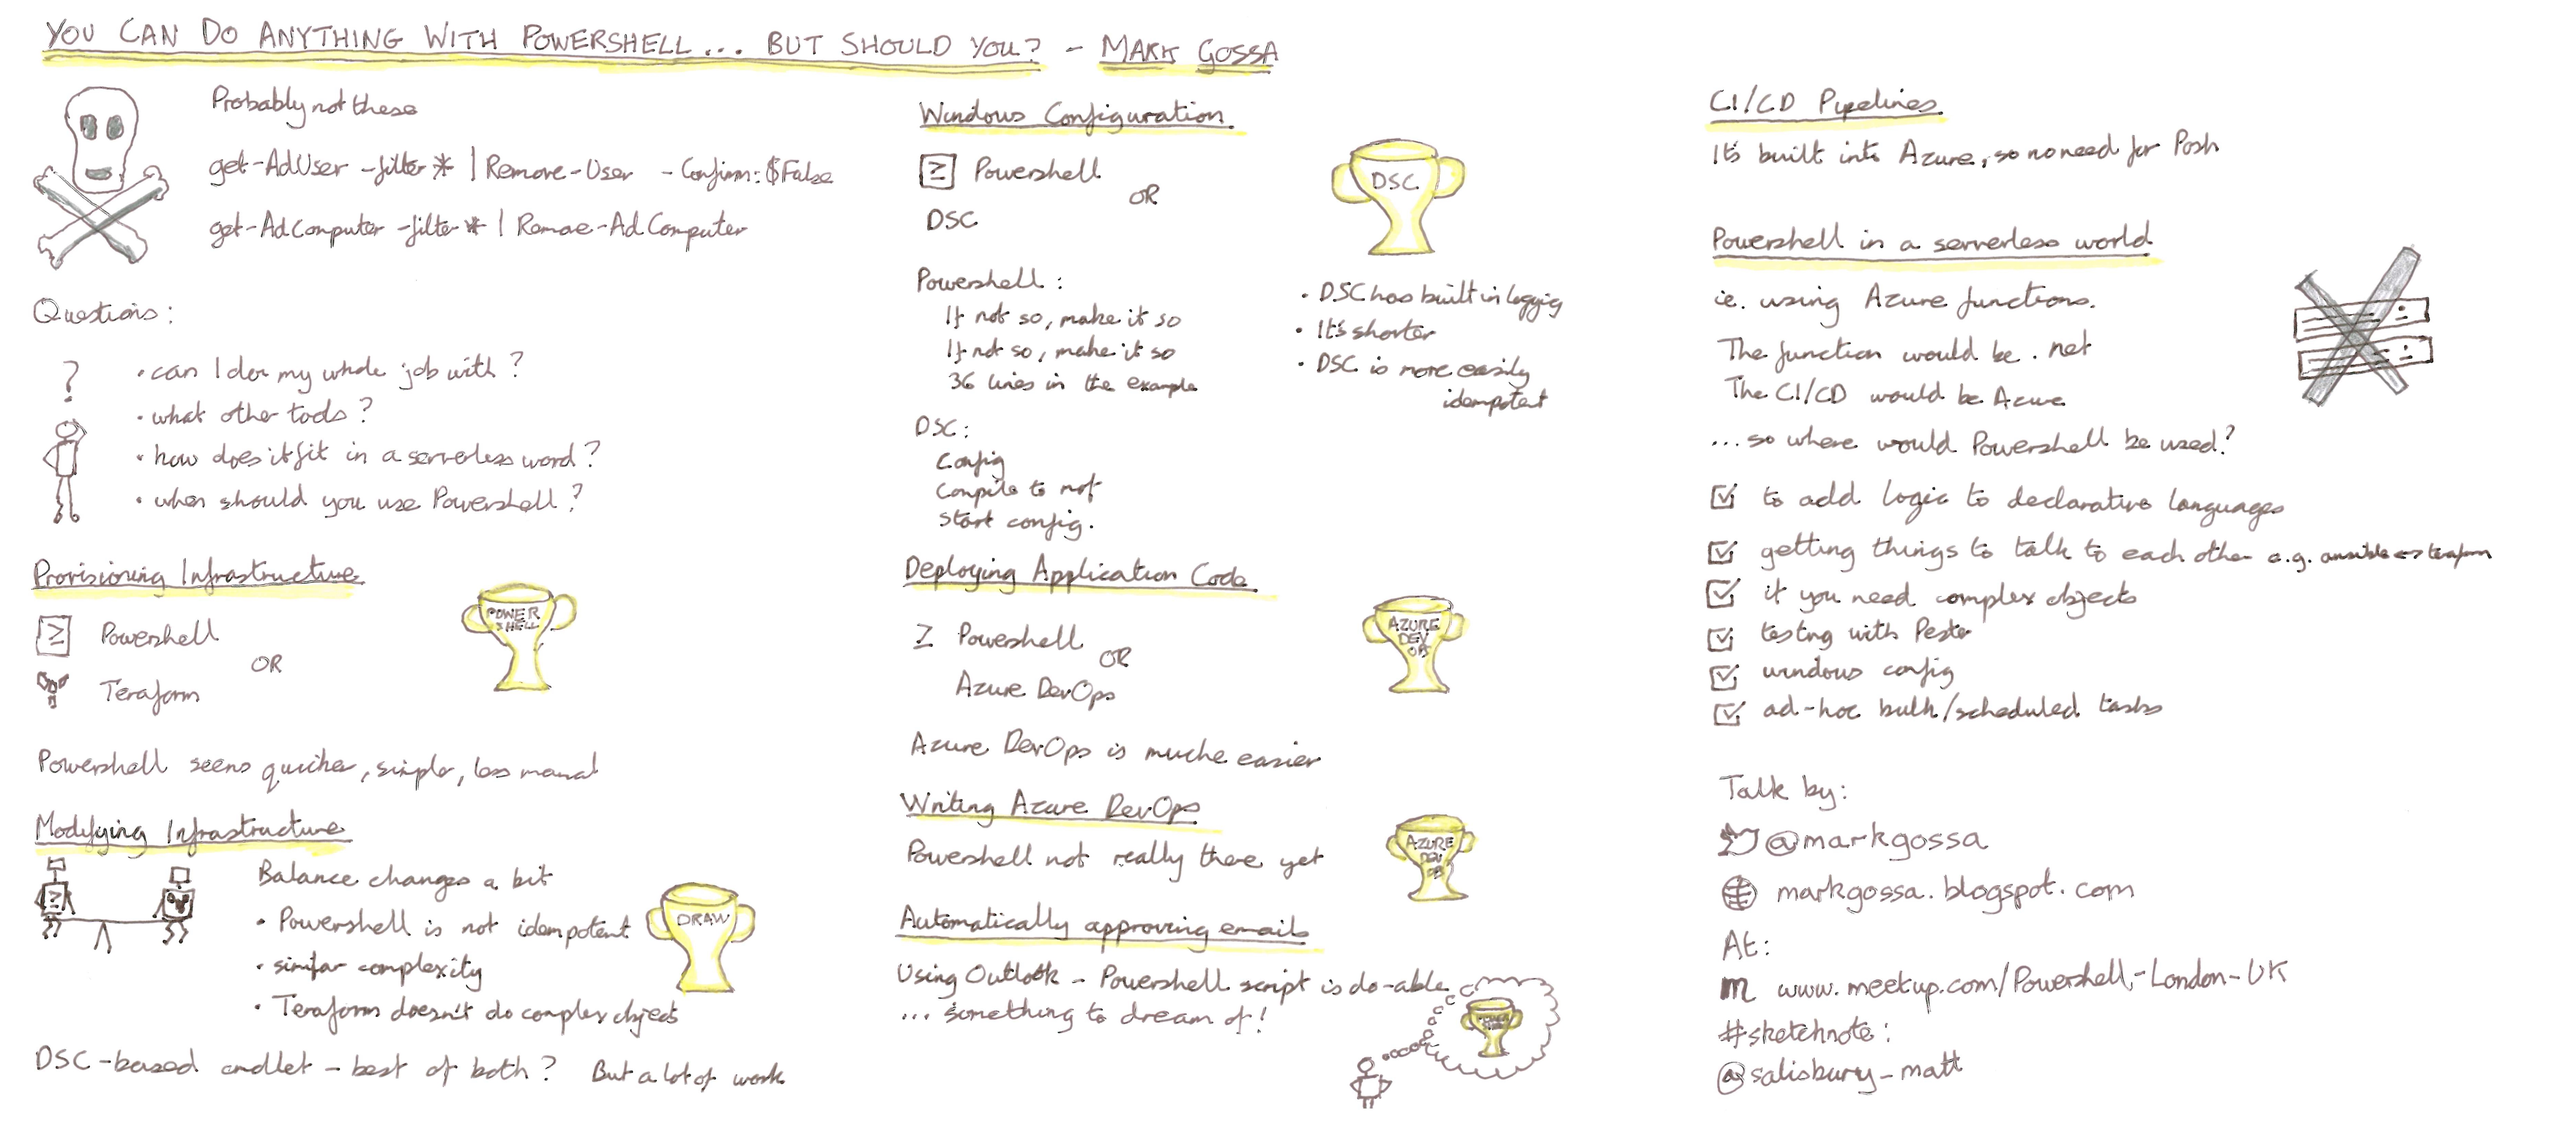 YOU CAN DO ANYTHING WITH POWERSHELL... BUT SHOULD YOU? - MARK GOSSA
Probably not these
get-AdUser -filter * | Remove-User -Confirm:$False
get-AdComputer -filter * | Remove-AdComputer
Questions:
?
• can I do my whole job with?
• what other tools?
• how does it fit in a serverless word?
• when should you use Powershell?
Provisioning Infrastructure
Powershell
OR
Teraform
POWER
SHELL
Powershell seems quicker, simpler, less manual
Modifying Infrastructure
Balance changes a bit
• Powershell is not idempotent
• similar complexity
• Teraform doesn't do complex objects
DRAW
DSC-based cmdlet - best of both? But a lot of work
Windows Configuration
Powershell
OR
DSC
DSC
Powershell:
If not so, make it so
If not so, make it so
36 lines in the example
• DSC has built in logging
• It's shorter
• DSC is more easily
idempotent
DSC:
Config
Compile to mof
Start config.
Deploying Application Code
Powershell
OR
Azure DevOps
AZURE
DEV
OPS
Azure DevOps is muche easier
Writing Azure DevOps
Powershell not really there yet
AZURE
DEV
OPS
Automatically approving emails
Using Outlook - Powershell script is do-able
... something to dream of!
POWER
SHELL
CI/CD Pipelines
It's built into Azure, so no need for Posh
Powershell in a serverless world
ie. using Azure functions.
The function would be .net
The CI/CD would be Azure
...so where would Powershell be used?
to add logic to declarative languages
getting things to talk to each other e.g. ansible <-> terafom
if you need complex objects
testing with Pester
windows config
ad-hoc bulk/scheduled tasks
Talk by:
@markgossa
markgossa.blogspot.com
At:
m www.meetup.com/Powershell-London-UK
#sketchnote:
@salisbury_matt